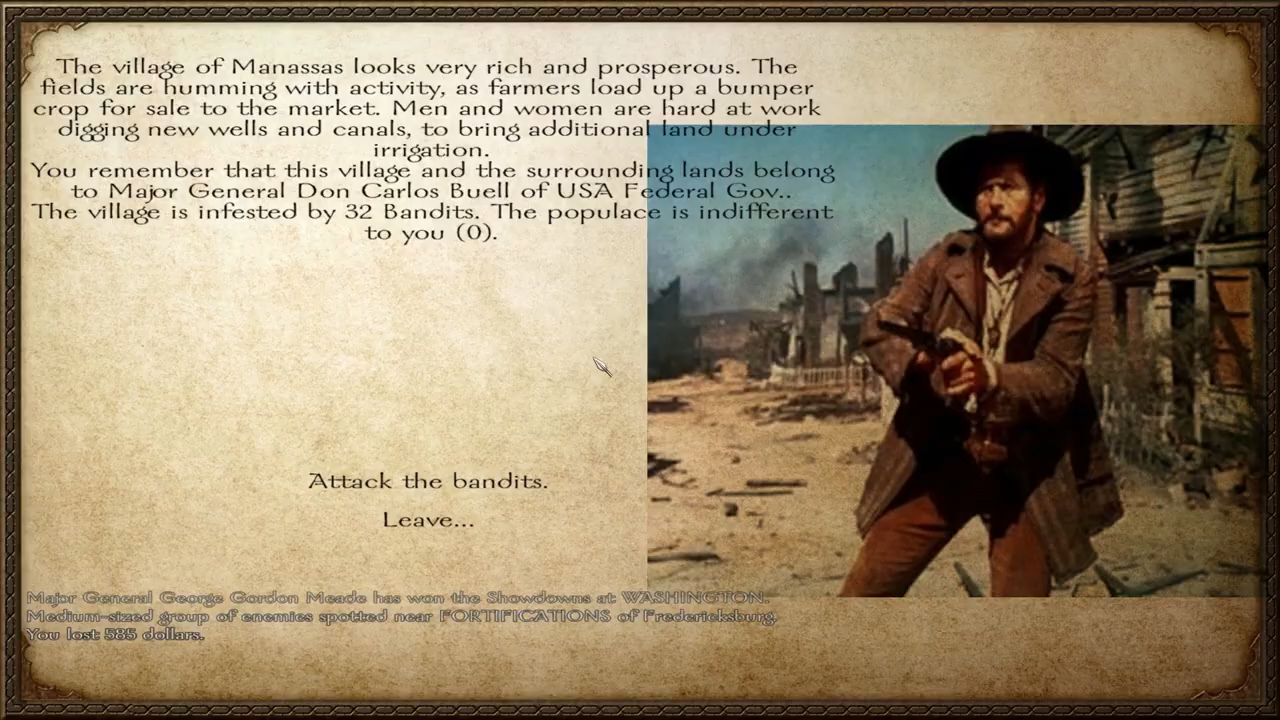 The village of Manassas looks very rich and prosperous. The
fields are humming with activity, as farmers load up a bumper
crop for sale to the market. Men and women are hard at work
digging new wells and canals, to bring additional land under
irrigation.
You remember that this village and the surrounding lands belong
to Major General Don Carlos Buell of USA Federal Gov..
The village is infested by 32 Bandits. The populace is indifferent
to you (0).
Attack the bandits.
Leave...
Major General George Gordon Meade has won the Showdowns at WASHINGTON.
Medium-sized group of enemies spotted near FORTIFICATIONS of Fredericksburg.
You lost 585 dollars.